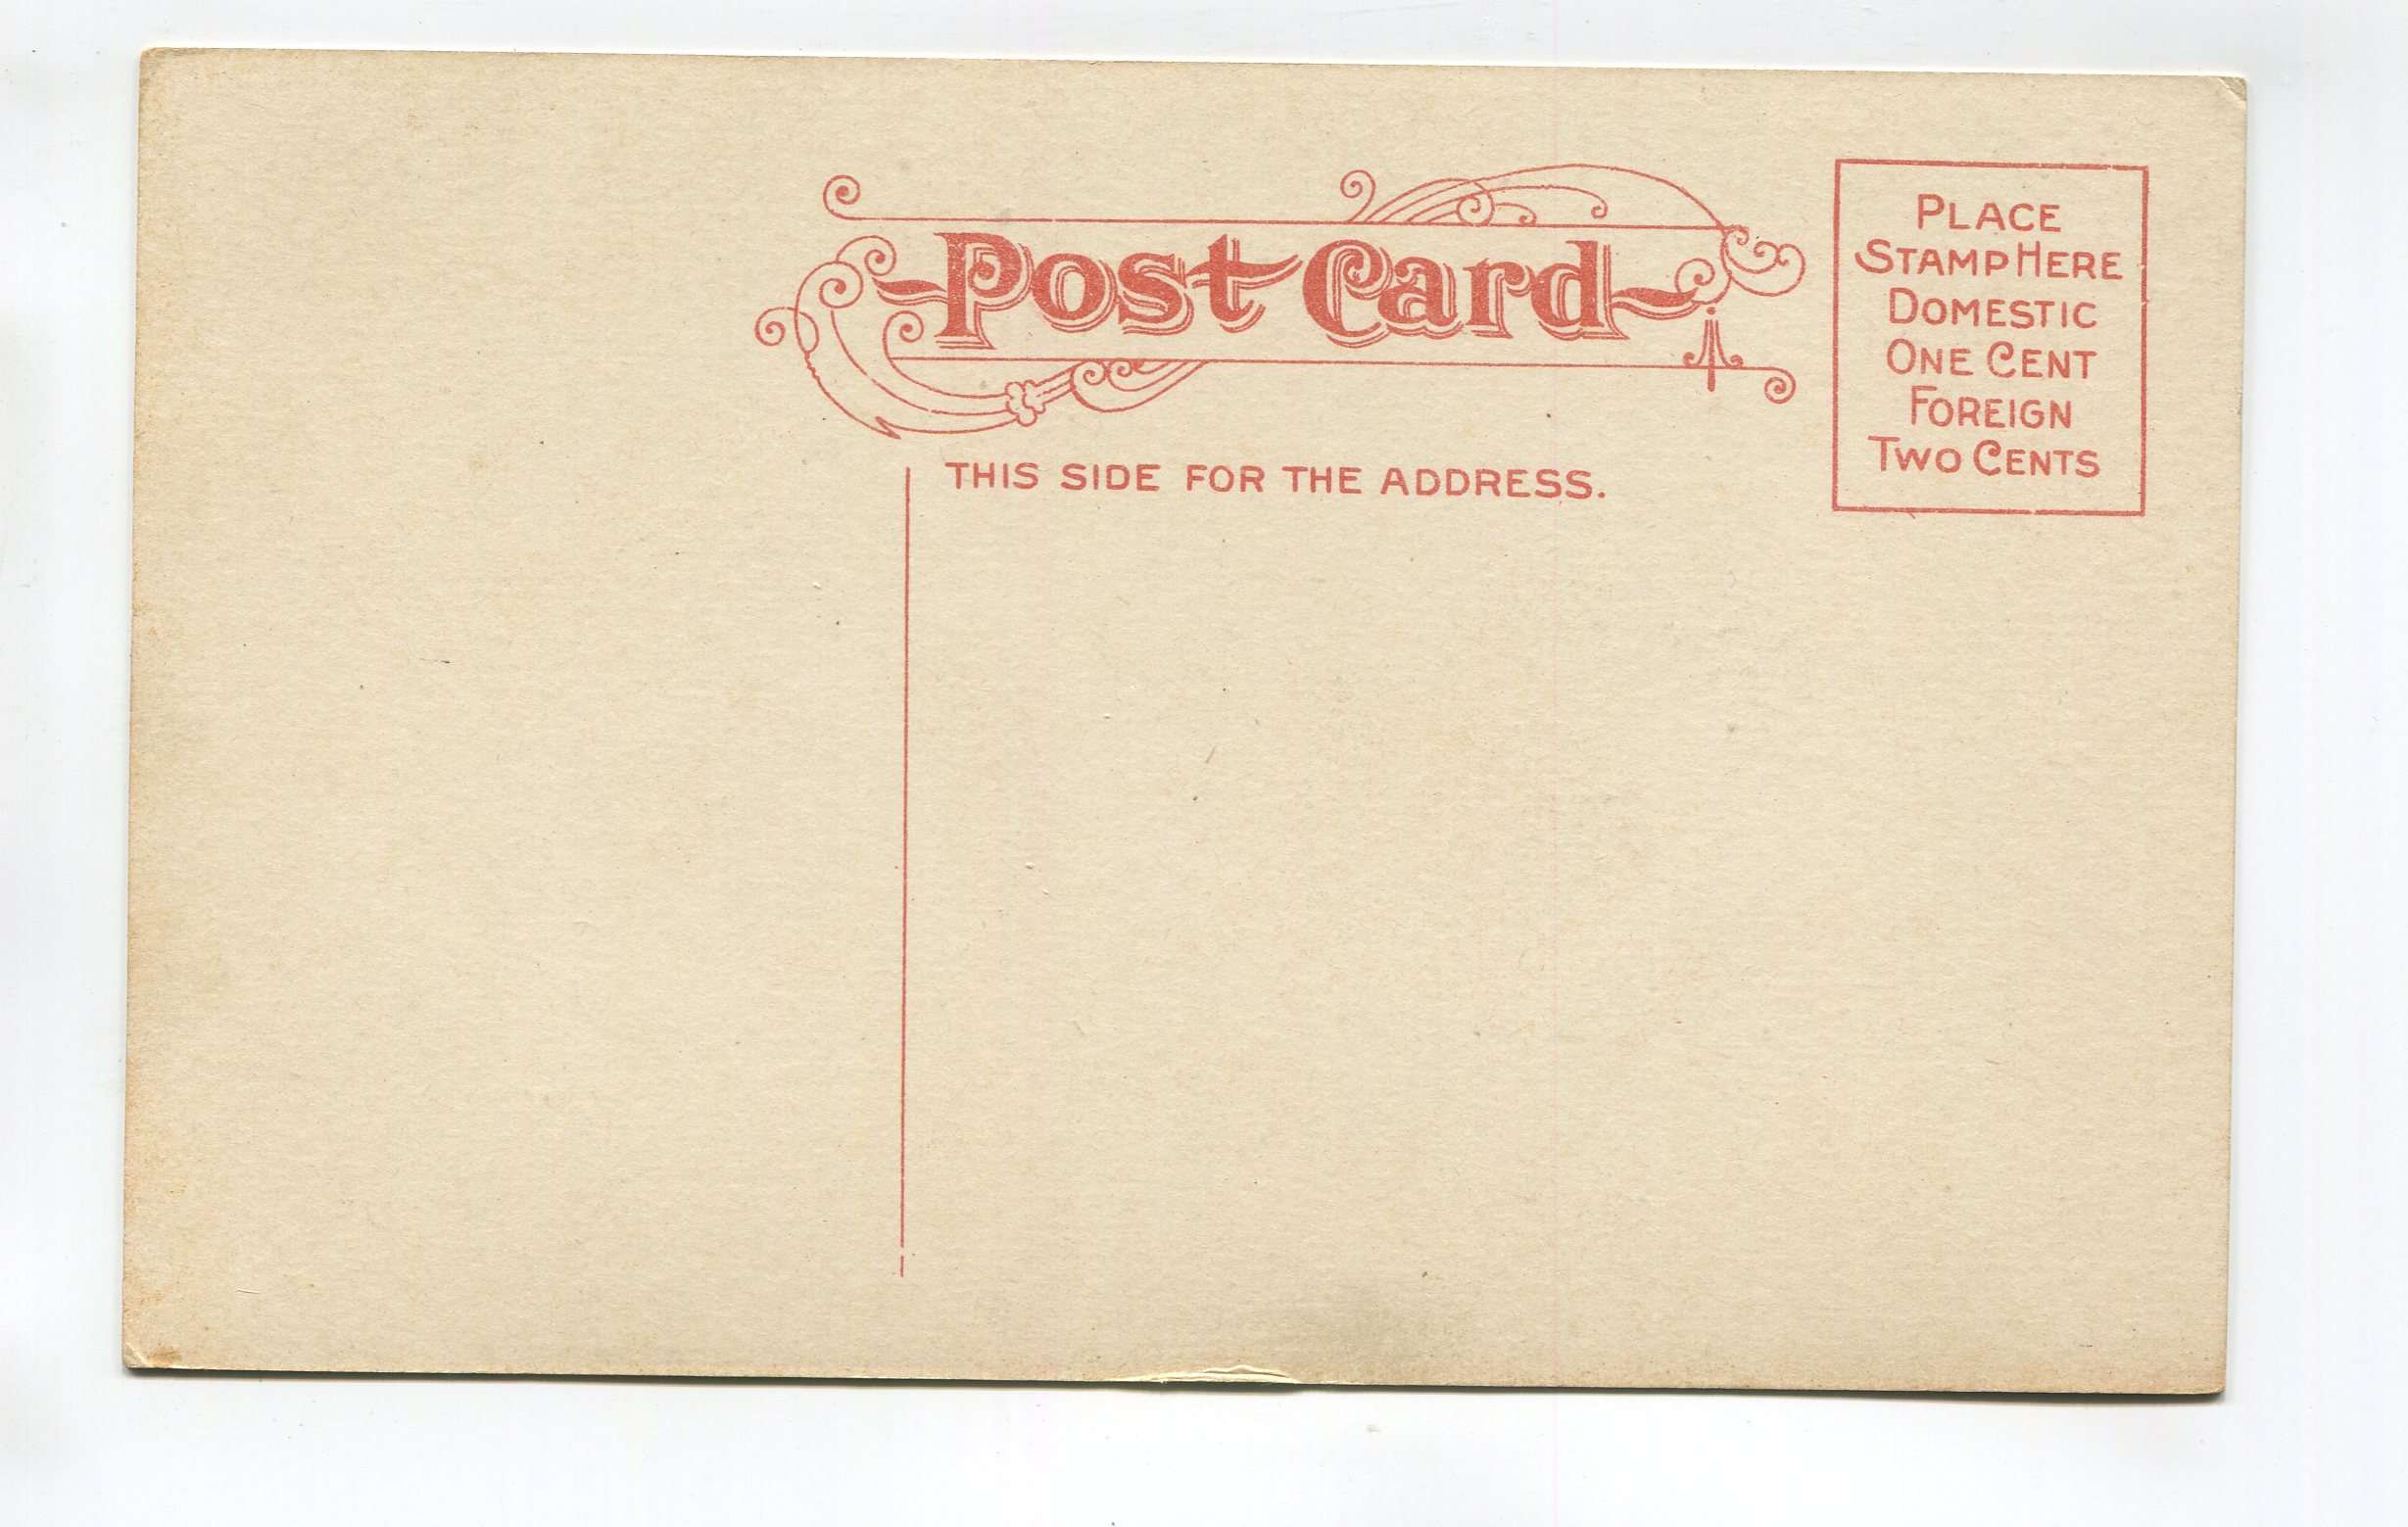 Post Card
PLACE
STAMP HERE
DOMESTIC
ONE CENT
FOREIGN
TWO CENTS
THIS SIDE FOR THE ADDRESS.